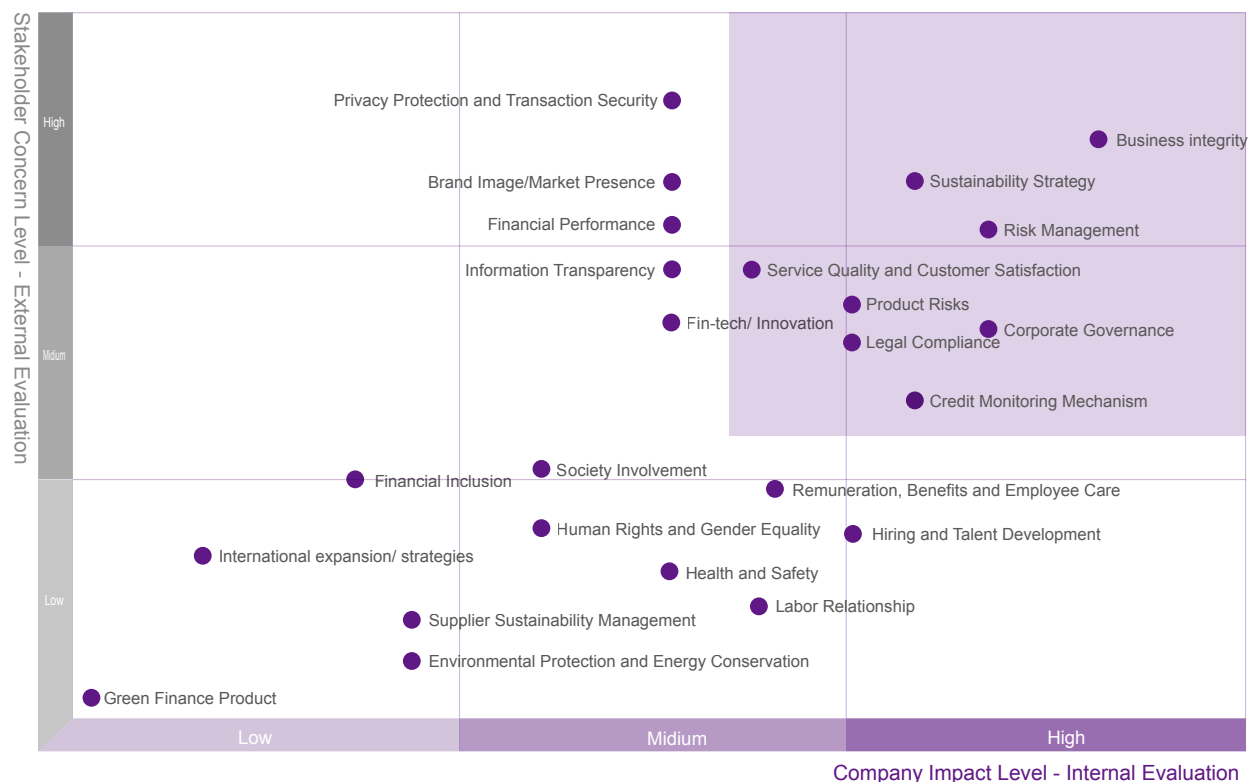 Stakeholder Concern Level - External Evaluation
High
Privacy Protection and Transaction Security
Business integrity
Brand Image/Market Presence
Sustainability Strategy
Financial Performance
Risk Management
Information Transparency
Service Quality and Customer Satisfaction
Product Risks
Fin-tech/ Innovation
Corporate Governance
Legal Compliance
Midium
Credit Monitoring Mechanism
Society Involvement
Financial Inclusion
Remuneration, Benefits and Employee Care
Human Rights and Gender Equality
Hiring and Talent Development
International expansion/ strategies
Health and Safety
Low
Labor Relationship
Supplier Sustainability Management
Environmental Protection and Energy Conservation
Green Finance Product
Low
Midium
High
Company Impact Level - Internal Evaluation